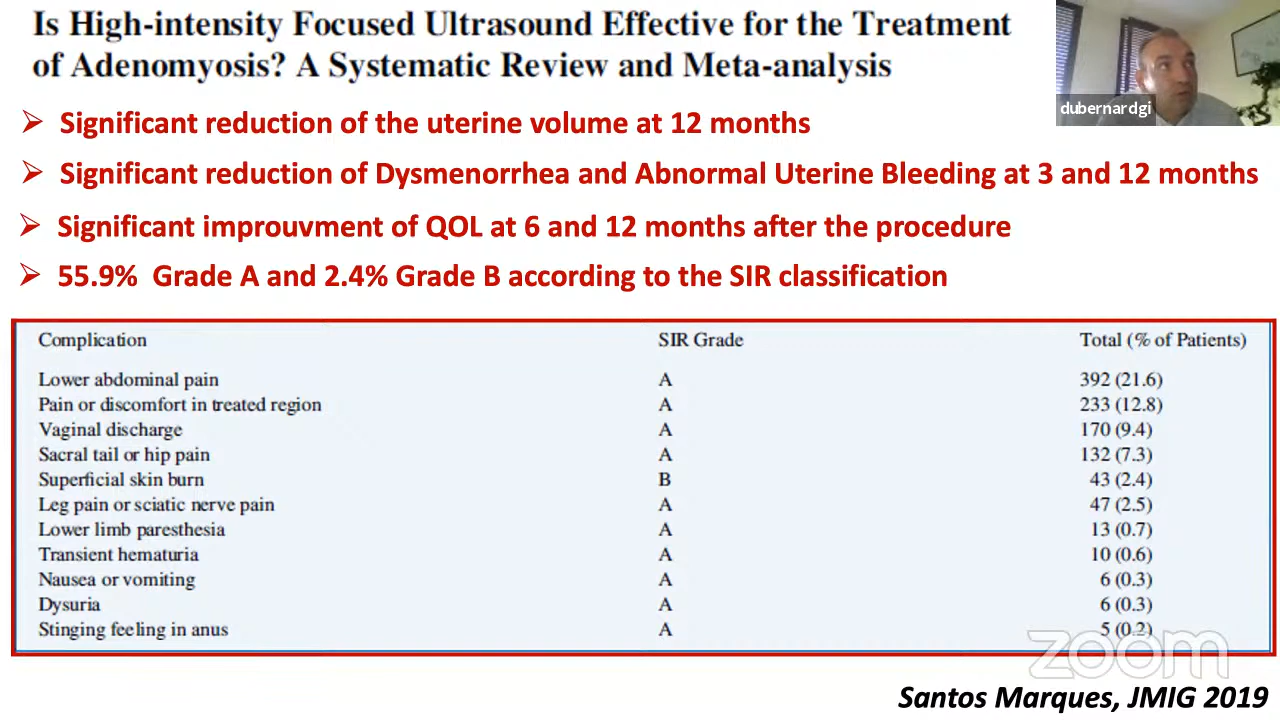 Is High-intensity Focused Ultrasound Effective for the Treatment
of Adenomyosis? A Systematic Review and Meta-analysis
dubernardgi
Significant reduction of the uterine volume at 12 months
Significant reduction of Dysmenorrhea and Abnormal Uterine Bleeding at 3 and 12 months
Significant improuvment of QOL at 6 and 12 months after the procedure
55.9% Grade A and 2.4% Grade B according to the SIR classification
Complication SIR Grade Total (% of Patients)
Lower abdominal pain A 392 (21.6)
Pain or discomfort in treated region A 233 (12.8)
Vaginal discharge A 170 (9.4)
Sacral tail or hip pain A 132 (7.3)
Superficial skin burn B 43 (2.4)
Leg pain or sciatic nerve pain A 47 (2.5)
Lower limb paresthesia A 13 (0.7)
Transient hematuria A 10 (0.6)
Nausea or vomiting A 6 (0.3)
Dysuria A 6 (0.3)
Stinging feeling in anus A 5 (0.2)
zoom
Santos Marques, JMIG 2019